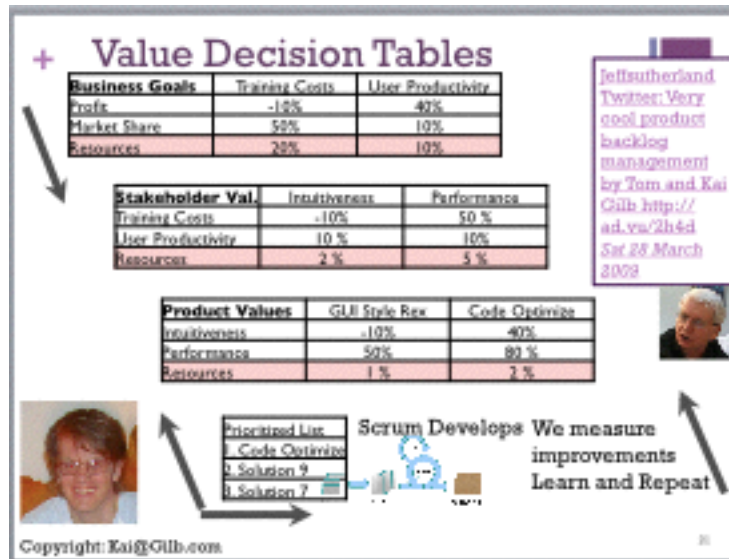 + Value Decision Tables
Business Goals Training Costs User Productivity
Profit -10% 40%
Market Share 50% 10%
Resources 20% 10%
Stakeholder Val. Intuitiveness Performance
Training Costs -10% 50 %
User Productivity 10 % 10%
Resources 2 % 5 %
Product Values GUI Style Rex Code Optimize
Intuitiveness -10% 40%
Performance 50% 80 %
Resources 1 % 2 %
Prioritized List
1. Code Optimize
2. Solution 9
3. Solution 7
Scrum Develops
We measure
improvements
Learn and Repeat
Jeffsutherland
Twitter: Very
cool product
backlog
management
by Tom and Kai
Gilb http://
ad.vu/2h4d
Sat 28 March
2009
Copyright: Kai@Gilb.com